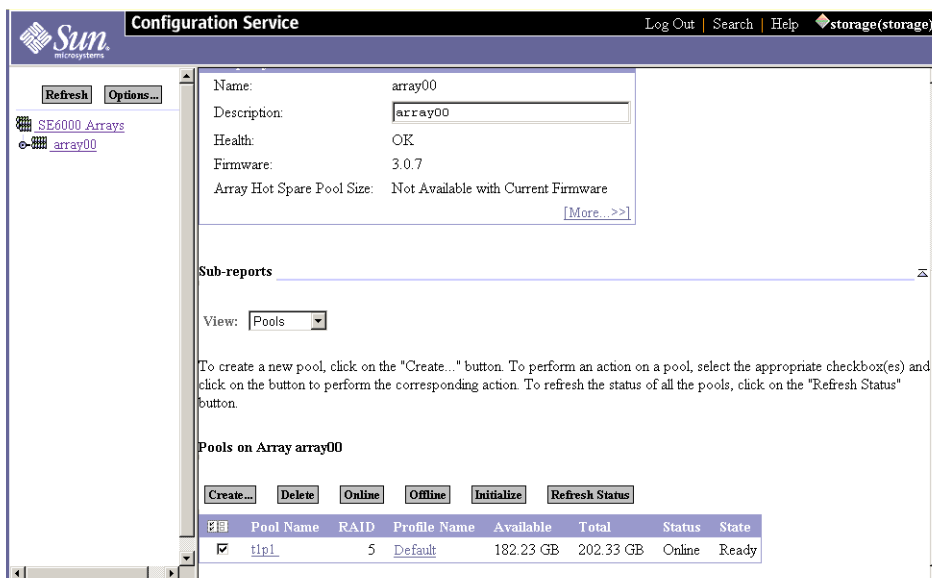 Sun
microsystems
Configuration Service
Log Out | Search | Help storage(storage)
Refresh Options...
SE6000 Arrays
array00
Name: array00
Description: array00
Health: OK
Firmware: 3.0.7
Array Hot Spare Pool Size: Not Available with Current Firmware
[More...>>]
Sub-reports
View: Pools
To create a new pool, click on the "Create..." button. To perform an action on a pool, select the appropriate checkbox(es) and
click on the button to perform the corresponding action. To refresh the status of all the pools, click on the "Refresh Status"
button.
Pools on Array array00
Create... Delete Online Offline Initialize Refresh Status
Pool Name RAID Profile Name Available Total Status State
t1p1 5 Default 182.23 GB 202.33 GB Online Ready